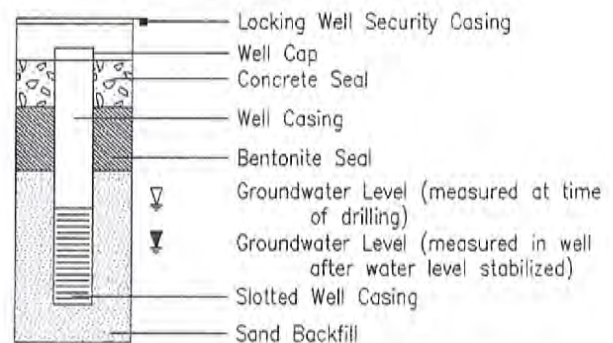 Locking Well Security Casing
Well Cap
Concrete Seal
Well Casing
Bentonite Seal
Groundwater Level (measured at time
of drilling)
Groundwater Level (measured in well
after water level stabilized)
Slotted Well Casing
Sand Backfill